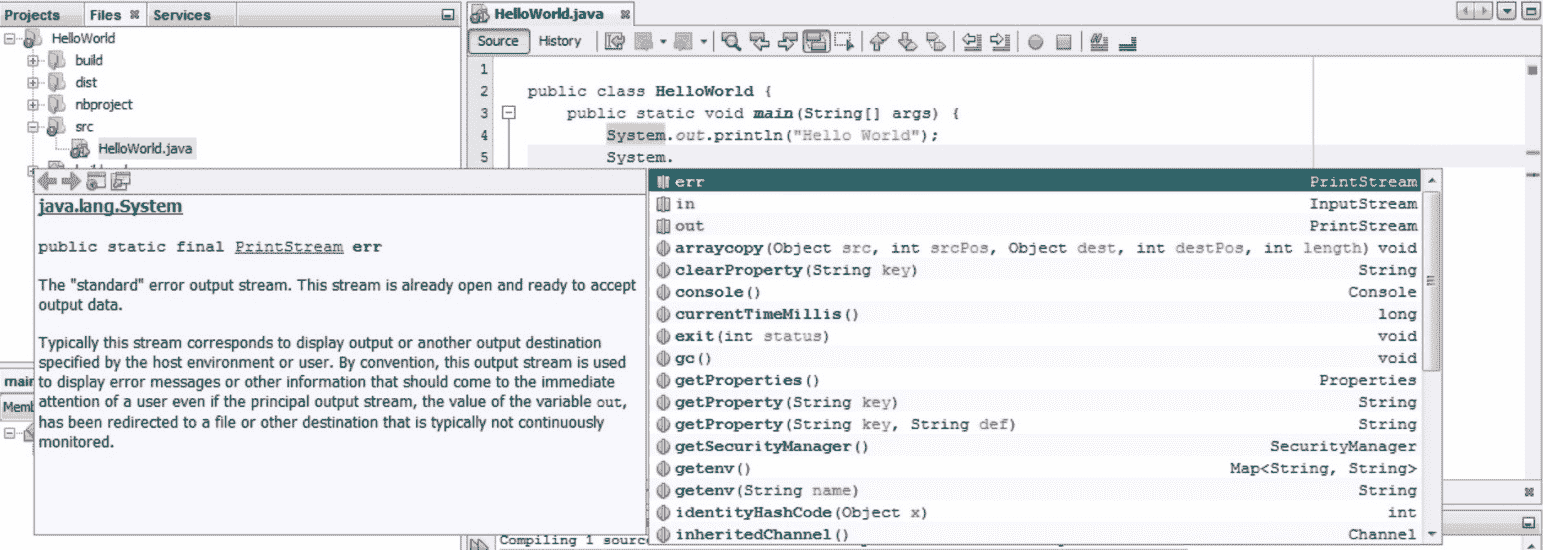 Projects Files Services
HelloWorld
build
dist
nbproject
src
HelloWorld.java
HelloWorld.java
Source History
1
2 public class HelloWorld {
3 public static void main(String[] args) {
4 System.out.println("Hello World");
5 System.
java.lang.System
public static final PrintStream err
The "standard" error output stream. This stream is already open and ready to accept
output data.
Typically this stream corresponds to display output or another output destination
specified by the host environment or user. By convention, this output stream is used
to display error messages or other information that should come to the immediate
attention of a user even if the principal output stream, the value of the variable out,
has been redirected to a file or other destination that is typically not continuously
monitored.
err PrintStream
in InputStream
out PrintStream
arraycopy(Object src, int srcPos, Object dest, int destPos, int length) void
clearProperty(String key) String
console() Console
currentTimeMillis() long
exit(int status) void
gc() void
getProperties() Properties
getProperty(String key) String
getProperty(String key, String def) String
getSecurityManager() SecurityManager
getenv() Map<String, String>
getenv(String name) String
identityHashCode(Object x) int
inheritedChannel() Channel
main
Memb
Compiling 1 sourc